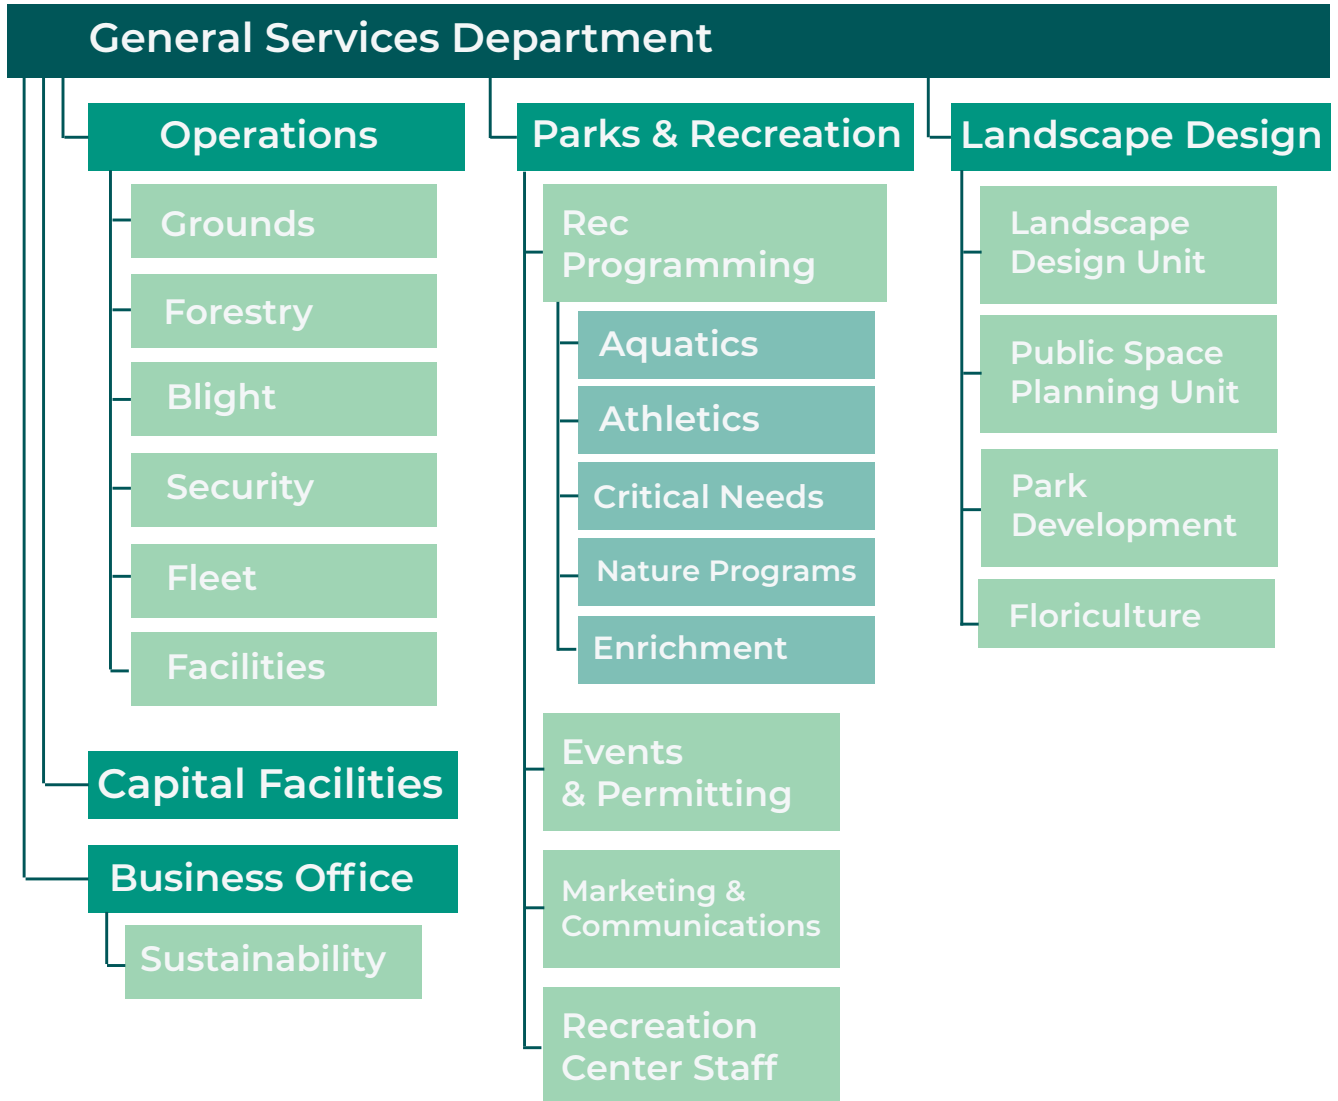 General Services Department
Operations
Grounds
Forestry
Blight
Security
Fleet
Facilities
Capital Facilities
Business Office
Sustainability
Parks & Recreation
Rec
Programming
Aquatics
Athletics
Critical Needs
Nature Programs
Enrichment
Events
& Permitting
Marketing &
Communications
Recreation
Center Staff
Landscape Design
Landscape
Design Unit
Public Space
Planning Unit
Park
Development
Floriculture